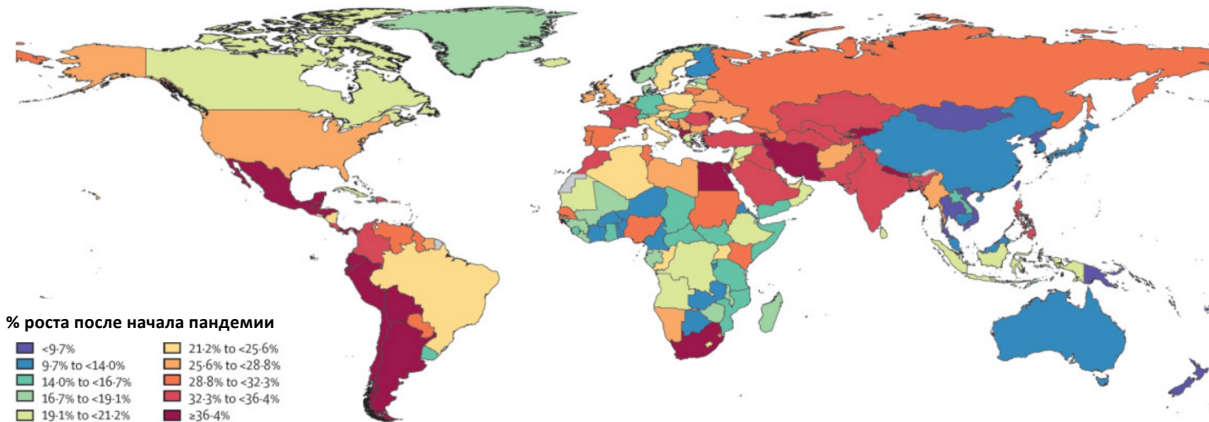 % роста после начала пандемии
<9·7%
9·7% to <14·0%
14·0% to <16·7%
16·7% to <19·1%
19·1% to <21·2%
21·2% to <25·6%
25·6% to <28·8%
28·8% to <32·3%
32·3% to <36·4%
≥36·4%